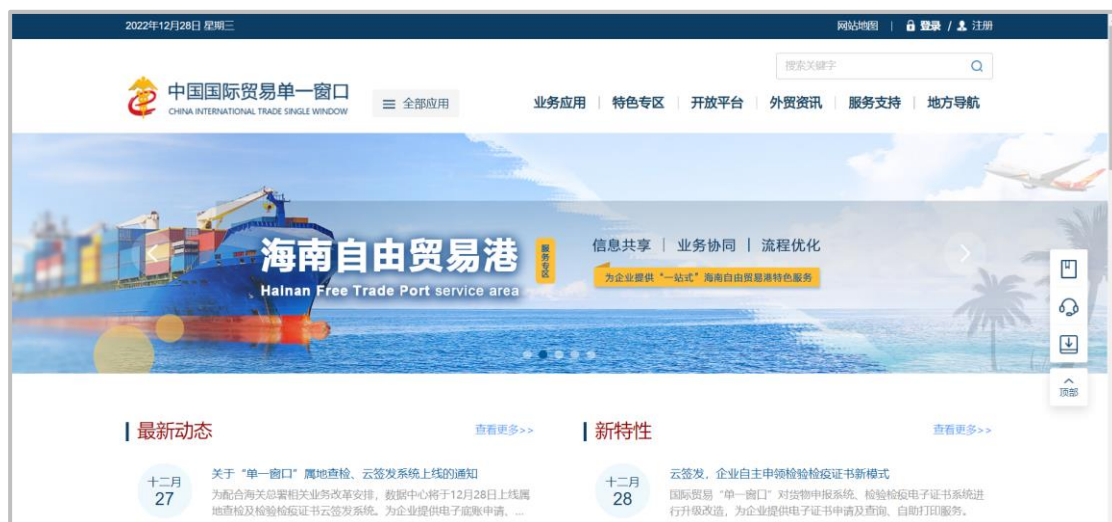 2022年12月28日 星期三
网站地图 | 登录 / 注册
搜索关键字
中国国际贸易单一窗口
CHINA INTERNATIONAL TRADE SINGLE WINDOW
全部应用
业务应用 | 特色专区 | 开放平台 | 外贸资讯 | 服务支持 | 地方导航
海南自由贸易港
服务专区
Hainan Free Trade Port service area
信息共享 | 业务协同 | 流程优化
为企业提供“一站式”海南自由贸易港特色服务
顶部
最新动态
查看更多>>
十二月
27
关于“单一窗口”属地查检、云签发系统上线的通知
为配合海关总署相关业务改革安排，数据中心将于12月28日上线属
地查检及检验检疫证书云签发系统。为企业提供电子底账申请，...
新特性
查看更多>>
十二月
28
云签发，企业自主申领检验检疫证书新模式
国际贸易“单一窗口”对货物申报系统、检验检疫电子证书系统进
行升级改造，为企业提供电子证书申请及查询、自助打印服务。